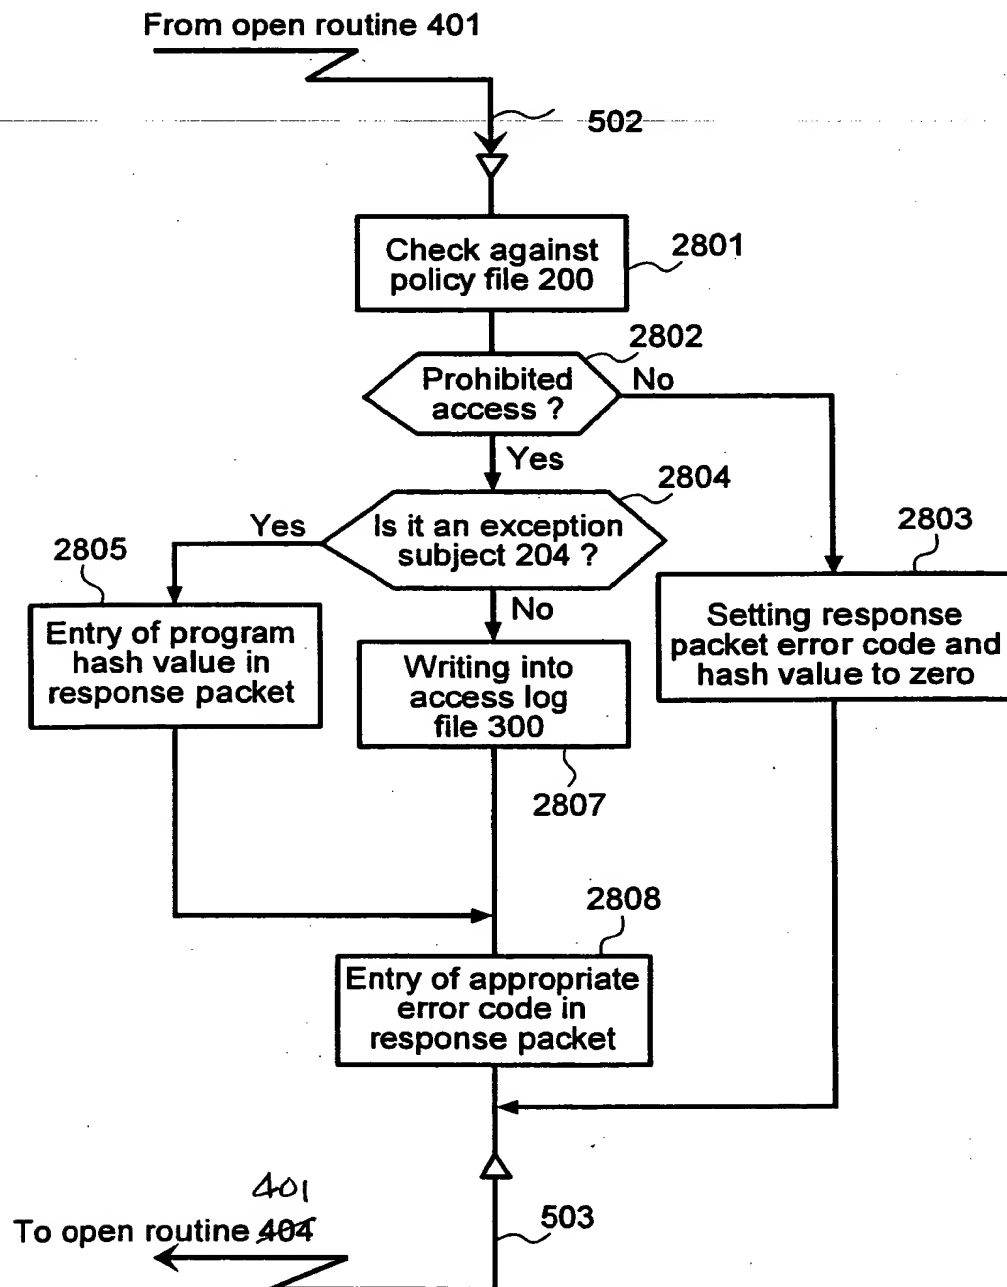 From open routine 401
502
Check against
policy file 200
2801
2802
Prohibited
access ?
No
Yes
2804
Is it an exception
subject 204 ?
Yes
No
2803
2805
Setting response
packet error code and
hash value to zero
Entry of program
hash value in
response packet
Writing into
access log
file 300
2807
2808
Entry of appropriate
error code in
response packet
401
To open routine 404
503